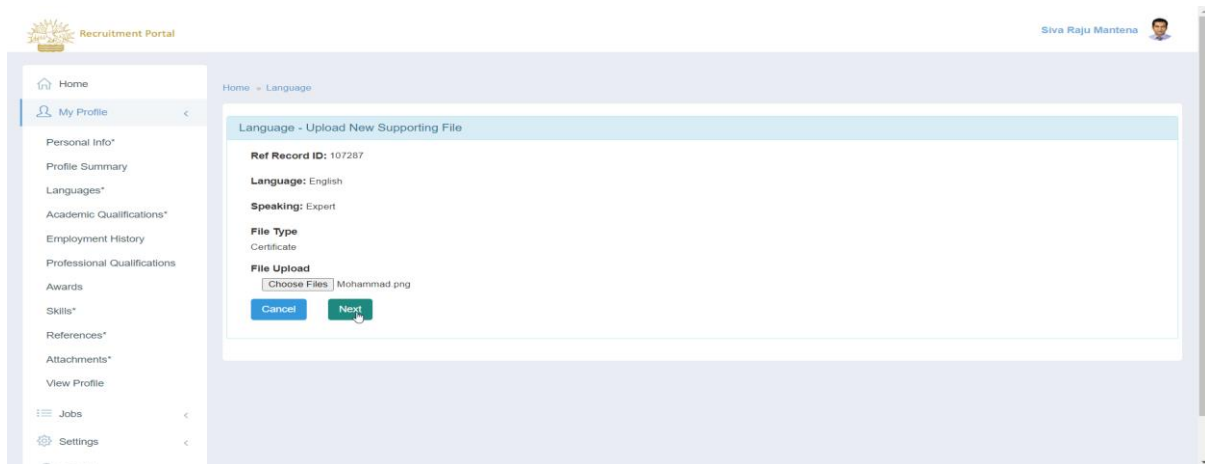 Recruitment Portal
Siva Raju Mantena
Home
My Profile
Personal Info*
Profile Summary
Languages*
Academic Qualifications*
Employment History
Professional Qualifications
Awards
Skills*
References*
Attachments*
View Profile
Jobs
Settings
Home » Language
Language - Upload New Supporting File
Ref Record ID: 107287
Language: English
Speaking: Expert
File Type
Certificate
File Upload
Choose Files Mohammad.png
Cancel Next